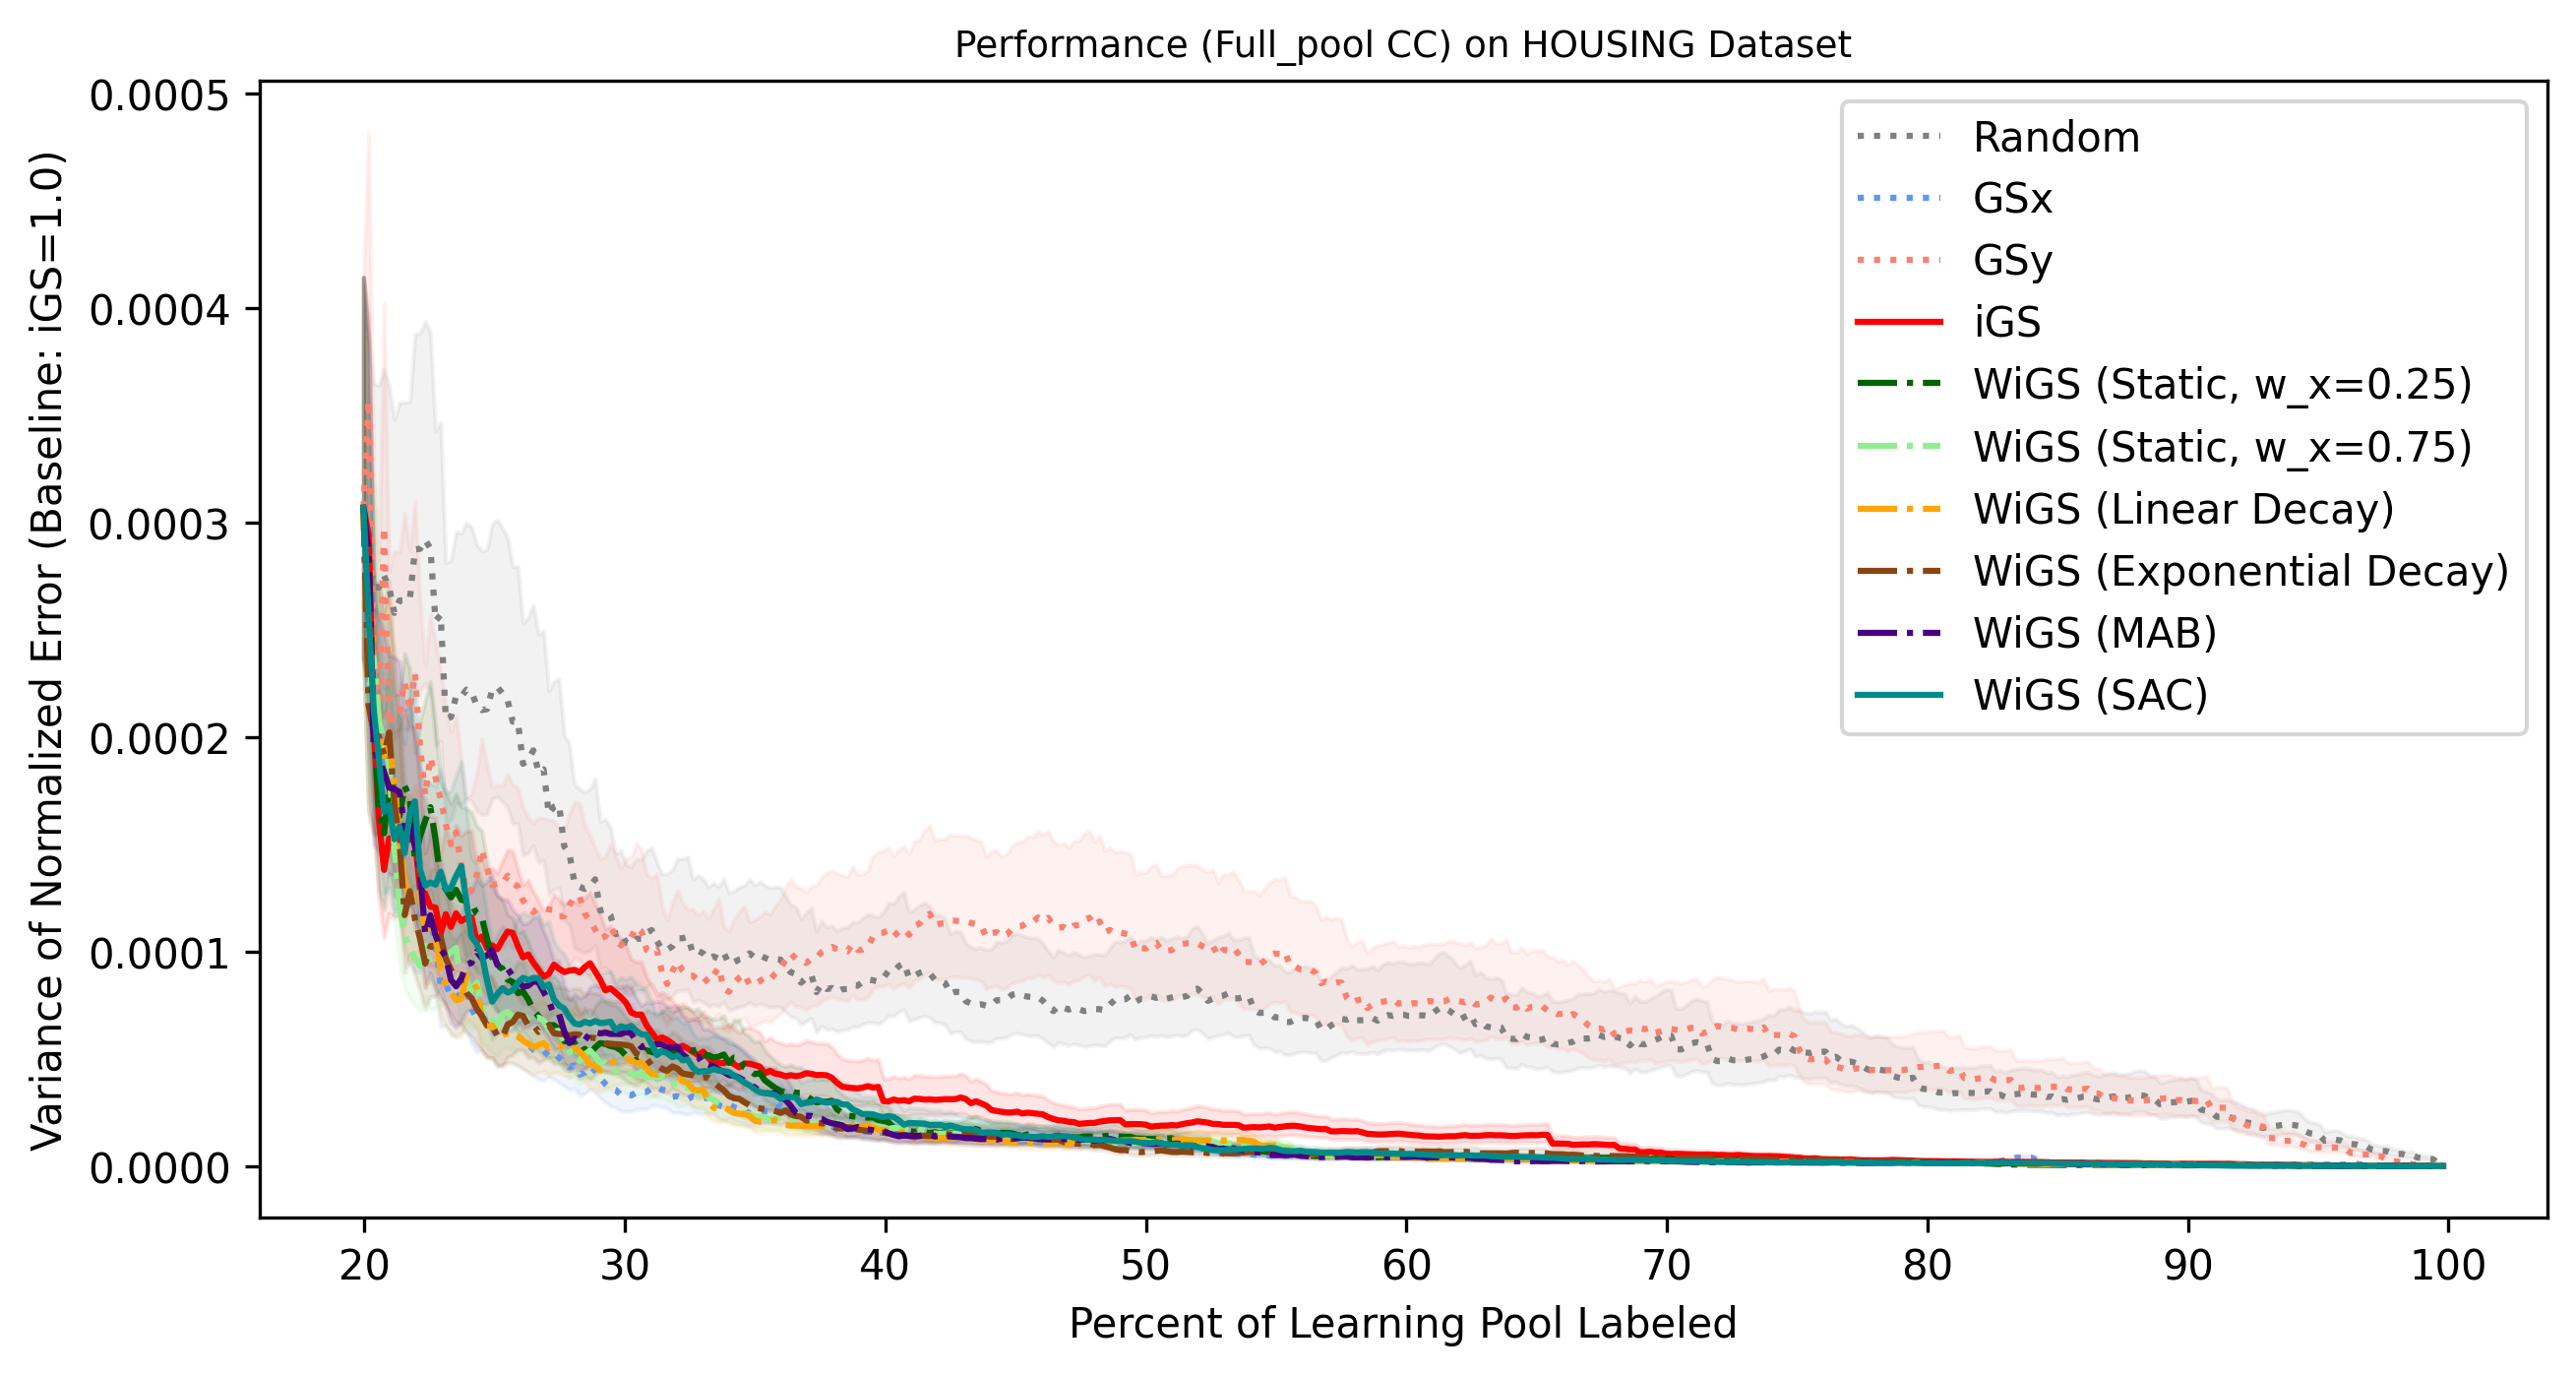 Performance (Full_pool CC) on HOUSING Dataset
Variance of Normalized Error (Baseline: iGS=1.0)
0.0005
0.0004
0.0003
0.0002
0.0001
0.0000
Random
GSx
GSy
iGS
WiGS (Static, w_x=0.25)
WiGS (Static, w_x=0.75)
WiGS (Linear Decay)
WiGS (Exponential Decay)
WiGS (MAB)
WiGS (SAC)
20 30 40 50 60 70 80 90 100
Percent of Learning Pool Labeled